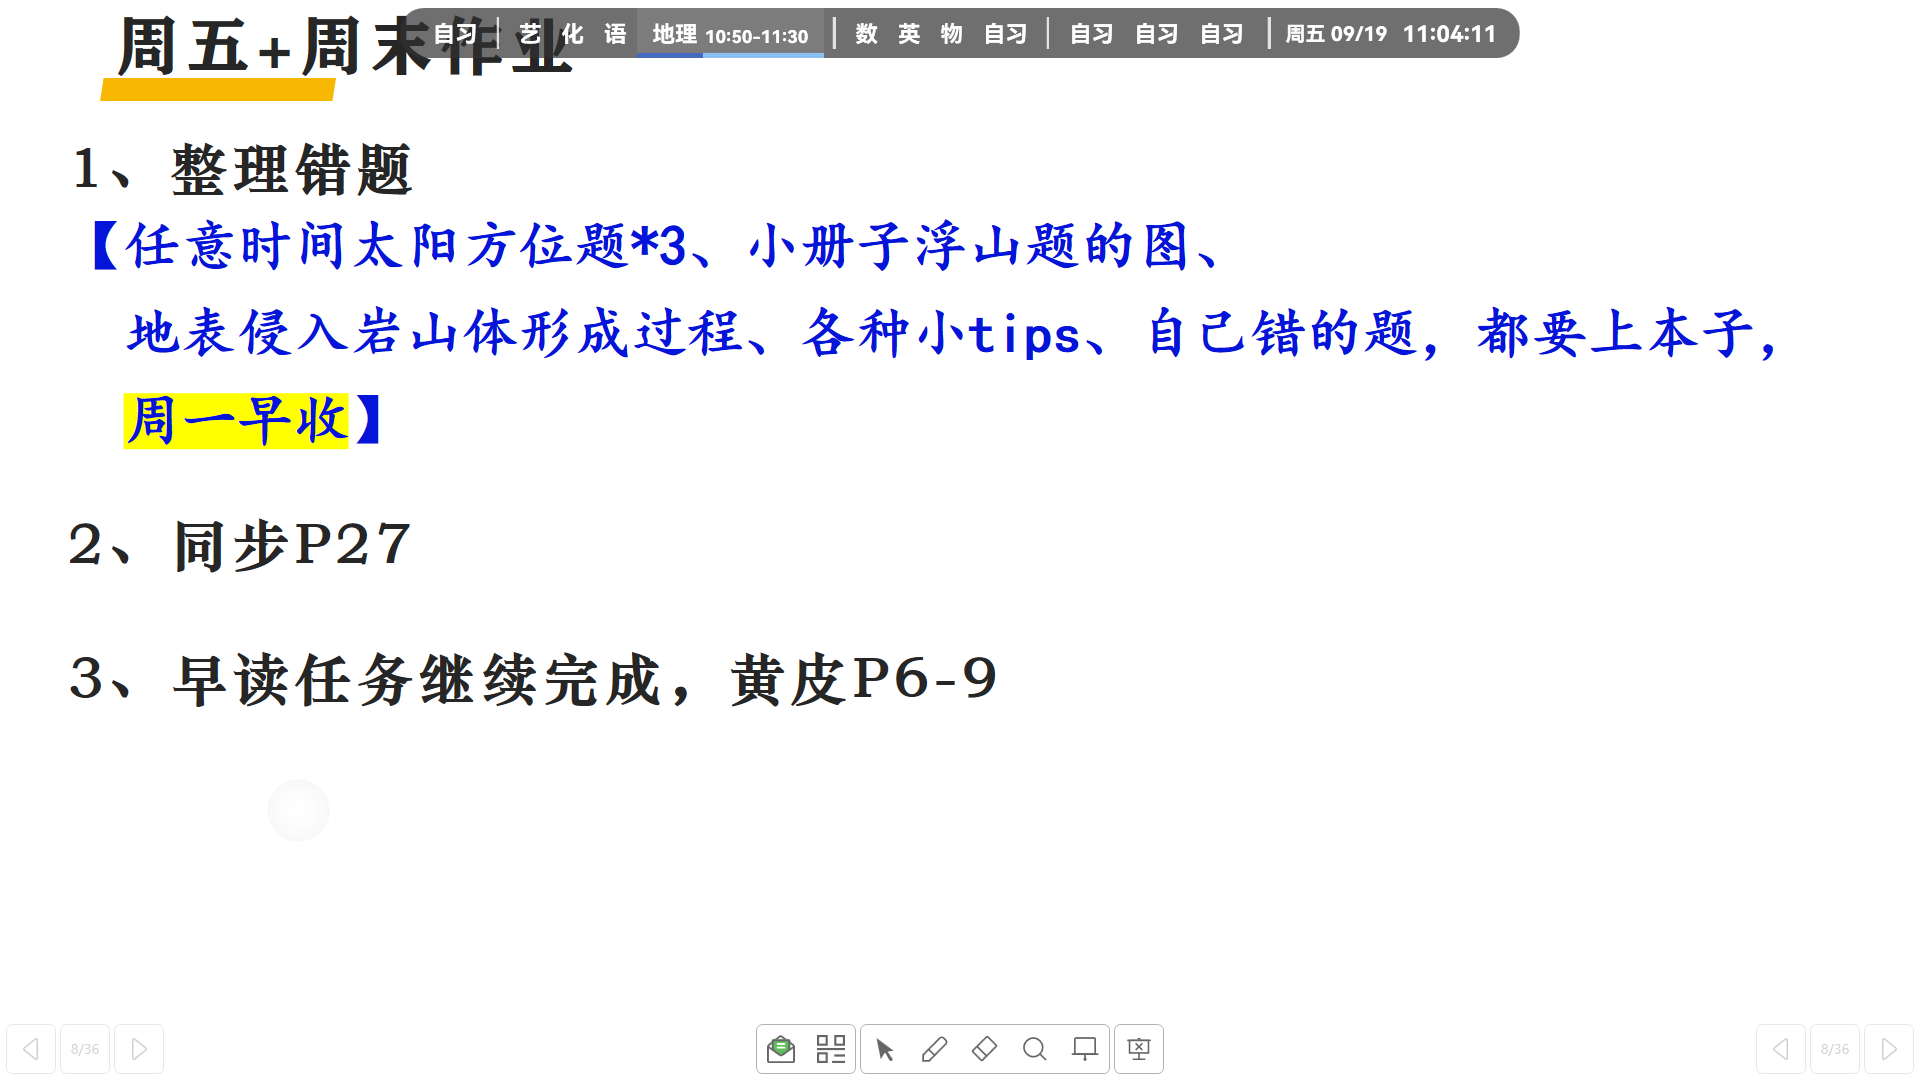 周五+周末作业
自习 艺 化 语 地理 10:50-11:30 数 英 物 自习 自习 自习 自习 周五 09/19 11:04:11
1、整理错题
【任意时间太阳方位题*3、小册子浮山题的图、
地表侵入岩山体形成过程、各种小tips、自己错的题，都要上本子，
周一早收】
2、同步P27
3、早读任务继续完成，黄皮P6-9
8/36
8/36